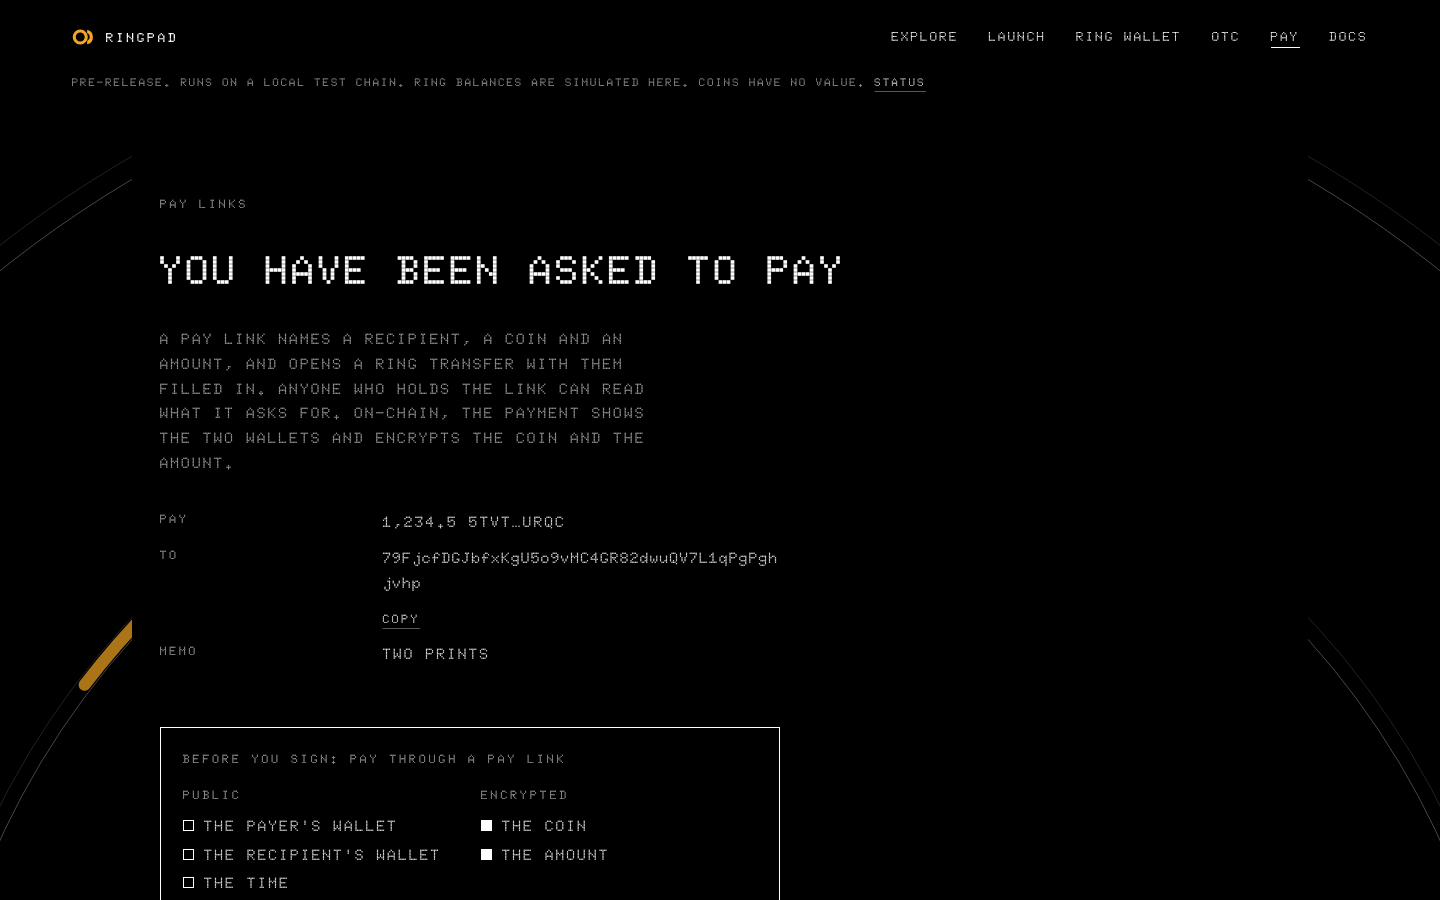 RINGPAD
EXPLORE LAUNCH RING WALLET OTC PAY DOCS
PRE-RELEASE. RUNS ON A LOCAL TEST CHAIN. RING BALANCES ARE SIMULATED HERE. COINS HAVE NO VALUE. STATUS
PAY LINKS
YOU HAVE BEEN ASKED TO PAY
A PAY LINK NAMES A RECIPIENT, A COIN AND AN
AMOUNT, AND OPENS A RING TRANSFER WITH THEM
FILLED IN. ANYONE WHO HOLDS THE LINK CAN READ
WHAT IT ASKS FOR. ON-CHAIN, THE PAYMENT SHOWS
THE TWO WALLETS AND ENCRYPTS THE COIN AND THE
AMOUNT.
PAY 1,234.5 5TVT…URQC
TO 79FjcfDGJbfxKgU5o9vMC4GR82dwuQV7L1qPgPgh
jvhp
COPY
MEMO TWO PRINTS
BEFORE YOU SIGN: PAY THROUGH A PAY LINK
PUBLIC ENCRYPTED
THE PAYER'S WALLET THE COIN
THE RECIPIENT'S WALLET THE AMOUNT
THE TIME